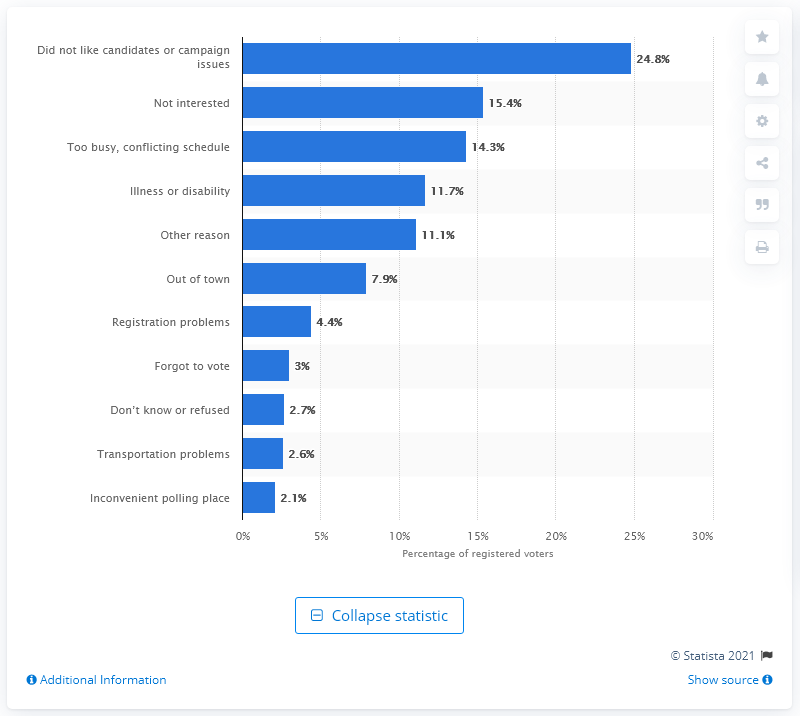 Did not like candidates or campaign
issues
24.8%
Not interested
15.4%
Too busy, conflicting schedule
14.3%
Illness or disability
11.7%
Other reason
11.1%
Out of town
7.9%
Registration problems
4.4%
Forgot to vote
3%
Don't know or refused
2.7%
Transportation problems
2.6%
Inconvenient polling place
2.1%
0% 5% 10% 15% 20% 25% 30%
Percentage of registered voters
Collapse statistic
© Statista 2021
Additional Information
Show source